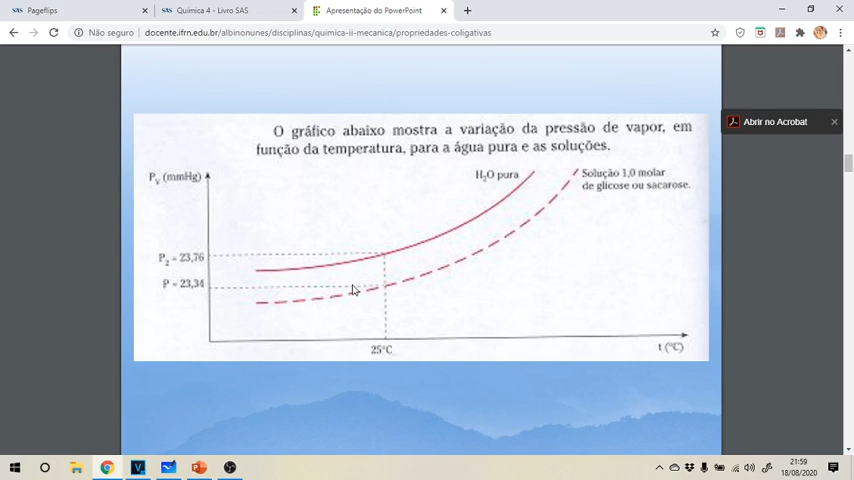 Pageflips
Química 4 - Livro SAS
Apresentação do PowerPoint
Não seguro
docente.ifrn.edu.br/albinonunes/disciplinas/quimica-ii-mecanica/propriedades-coligativas
Abrir no Acrobat
O gráfico abaixo mostra a variação da pressão de vapor, em
função da temperatura, para a água pura e as soluções.
Pv (mmHg)
H₂O pura
Solução 1,0 molar
de glicose ou sacarose.
P₂ = 23,76
P = 23,34
25°C
t (°C)
21:59
18/08/2020